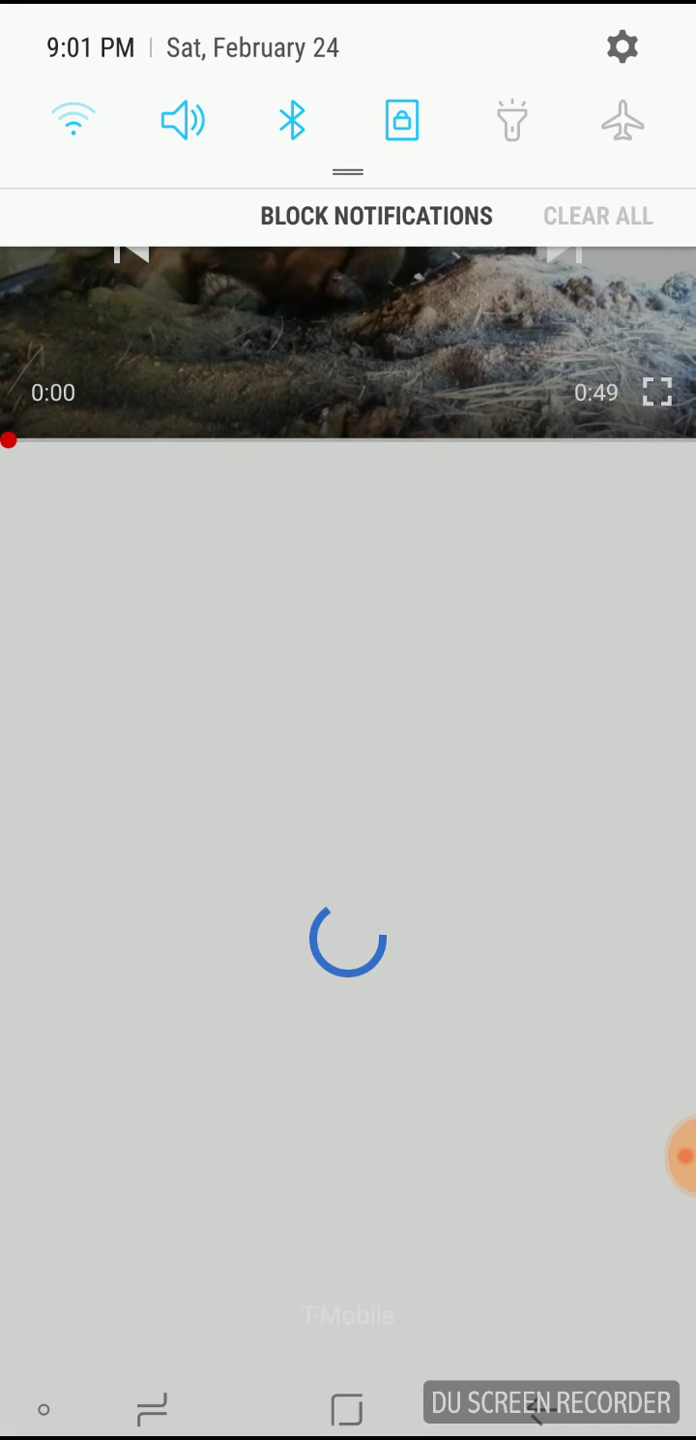 9:01 PM | Sat, February 24
BLOCK NOTIFICATIONS CLEAR ALL
0:00 0:49
T-Mobile
DU SCREEN RECORDER